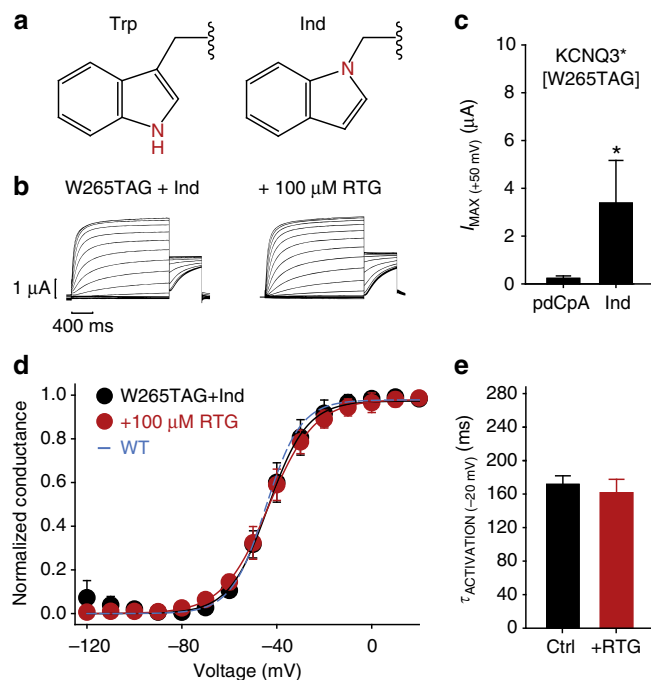 a
Trp
Ind
N
H
N
b
W265TAG + Ind
+ 100 μM RTG
1 μA
400 ms
c
KCNQ3*
[W265TAG]
*
10
8
6
4
2
0
I MAX (+50 mV) (μA)
pdCpA
Ind
d
W265TAG+Ind
+100 μM RTG
WT
1.0
0.8
0.6
0.4
0.2
0.0
Normalized conductance
−120
−80
−40
0
Voltage (mV)
e
280
240
200
160
120
80
40
0
τ ACTIVATION (−20 mV) (ms)
Ctrl
+RTG